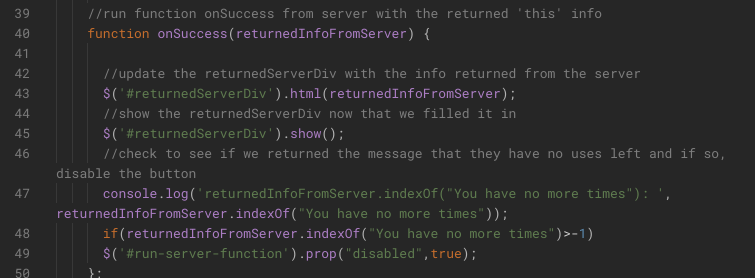 39 //run function onSuccess from server with the returned 'this' info
40 function onSuccess(returnedInfoFromServer) {
41
42 //update the returnedServerDiv with the info returned from the server
43 $('#returnedServerDiv').html(returnedInfoFromServer);
44 //show the returnedServerDiv now that we filled it in
45 $('#returnedServerDiv').show();
46 //check to see if we returned the message that they have no uses left and if so,
disable the button
47 console.log('returnedInfoFromServer.indexOf("You have no more times"): ',
returnedInfoFromServer.indexOf("You have no more times"));
48 if(returnedInfoFromServer.indexOf("You have no more times")>-1)
49 $('#run-server-function').prop("disabled",true);
50 };